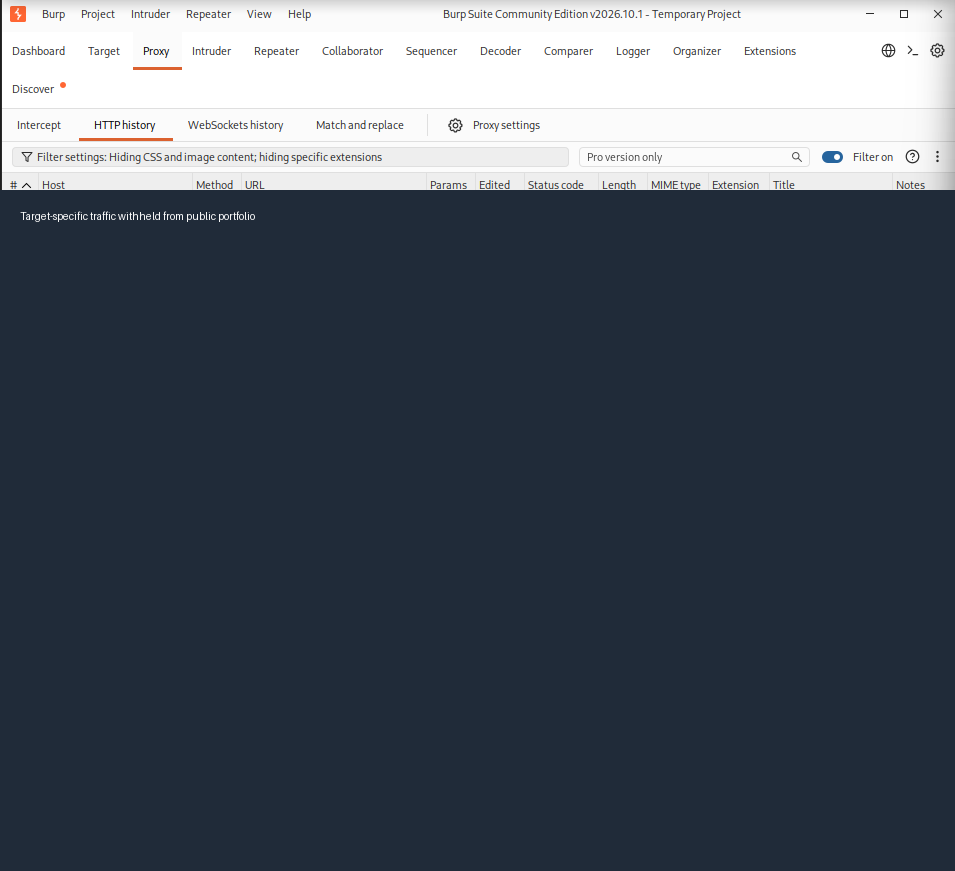 Burp Project Intruder Repeater View Help Burp Suite Community Edition v2026.10.1 - Temporary Project
Dashboard Target Proxy Intruder Repeater Collaborator Sequencer Decoder Comparer Logger Organizer Extensions
Discover
Intercept HTTP history WebSockets history Match and replace Proxy settings
Filter settings: Hiding CSS and image content; hiding specific extensions Pro version only Filter on
# Host Method URL Params Edited Status code Length MIME type Extension Title Notes
Target-specific traffic withheld from public portfolio